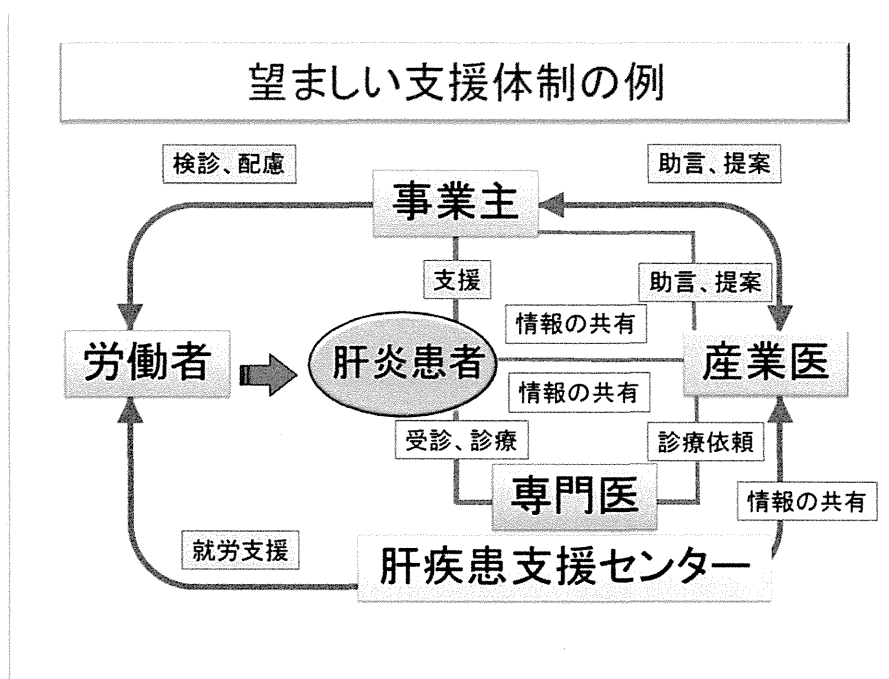 望ましい支援体制の例
検診、配慮
助言、提案
事業主
支援
助言、提案
情報の共有
労働者
肝炎患者
産業医
情報の共有
受診、診療
診療依頼
専門医
情報の共有
就労支援
肝疾患支援センター